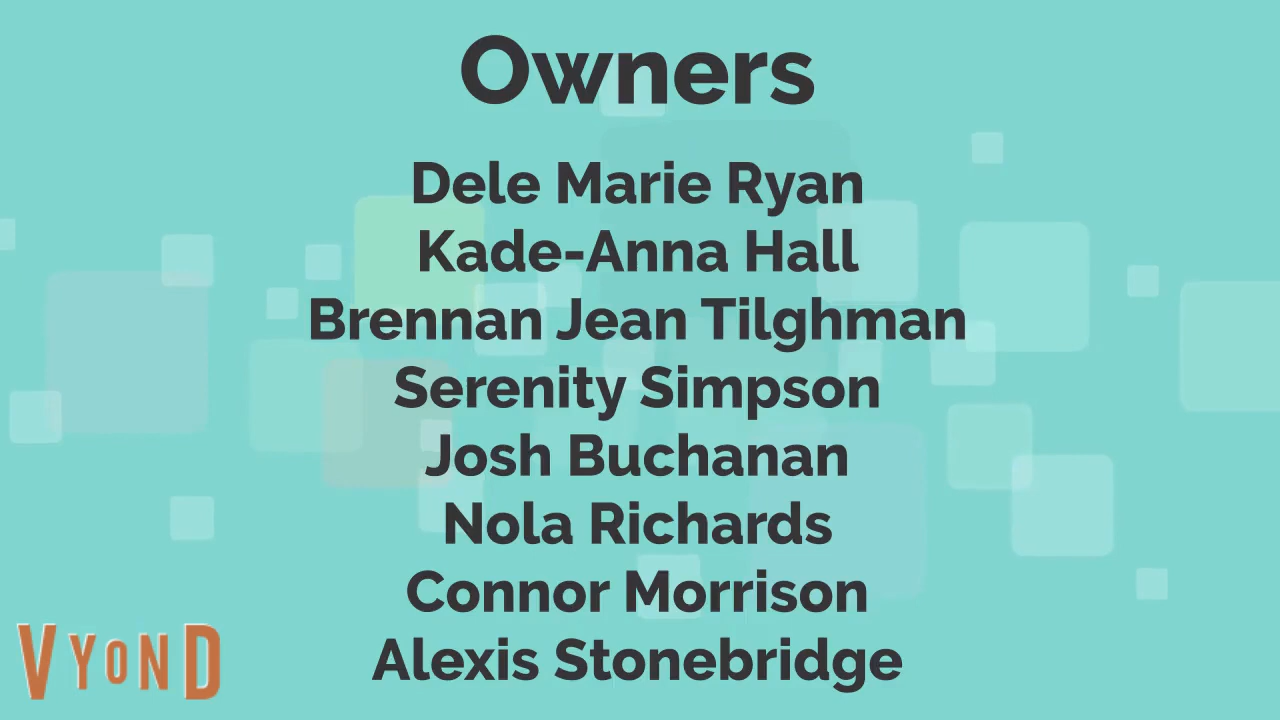 Owners
Dele Marie Ryan
Kade-Anna Hall
Brennan Jean Tilghman
Serenity Simpson
Josh Buchanan
Nola Richards
Connor Morrison
Alexis Stonebridge
VYOND